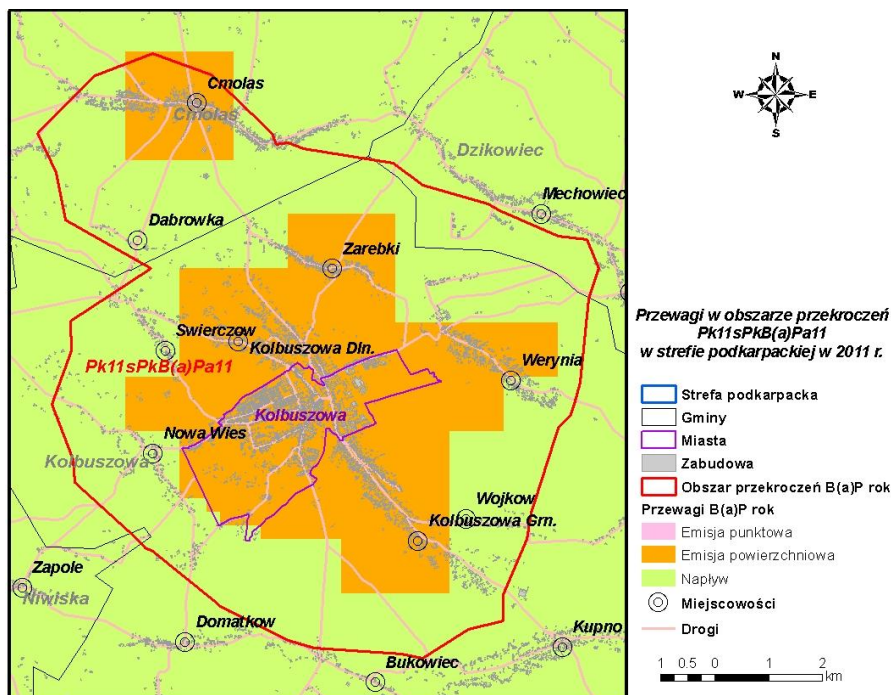 Cmolas
Cmolas
Dzikowiec
Mechowiec
Dabrowka
Zarebki
Swierczow
Kolbuszowa Dln.
Pk11sPkB(a)Pa11
Werynia
Kolbuszowa
Nowa Wies
Kolbuszowa
Wojkow
Kolbuszowa Grn.
Zapole
Niwiska
Domatkow
Kupno
Bukowiec
N
W E
S
Przewagi w obszarze przekroczeń
Pk11sPkB(a)Pa11
w strefie podkarpackiej w 2011 r.
Strefa podkarpacka
Gminy
Miasta
Zabudowa
Obszar przekroczeń B(a)P rok
Przewagi B(a)P rok
Emisja punktowa
Emisja powierzchniowa
Napływ
Miejscowości
Drogi
1 0.5 0 1 2
km